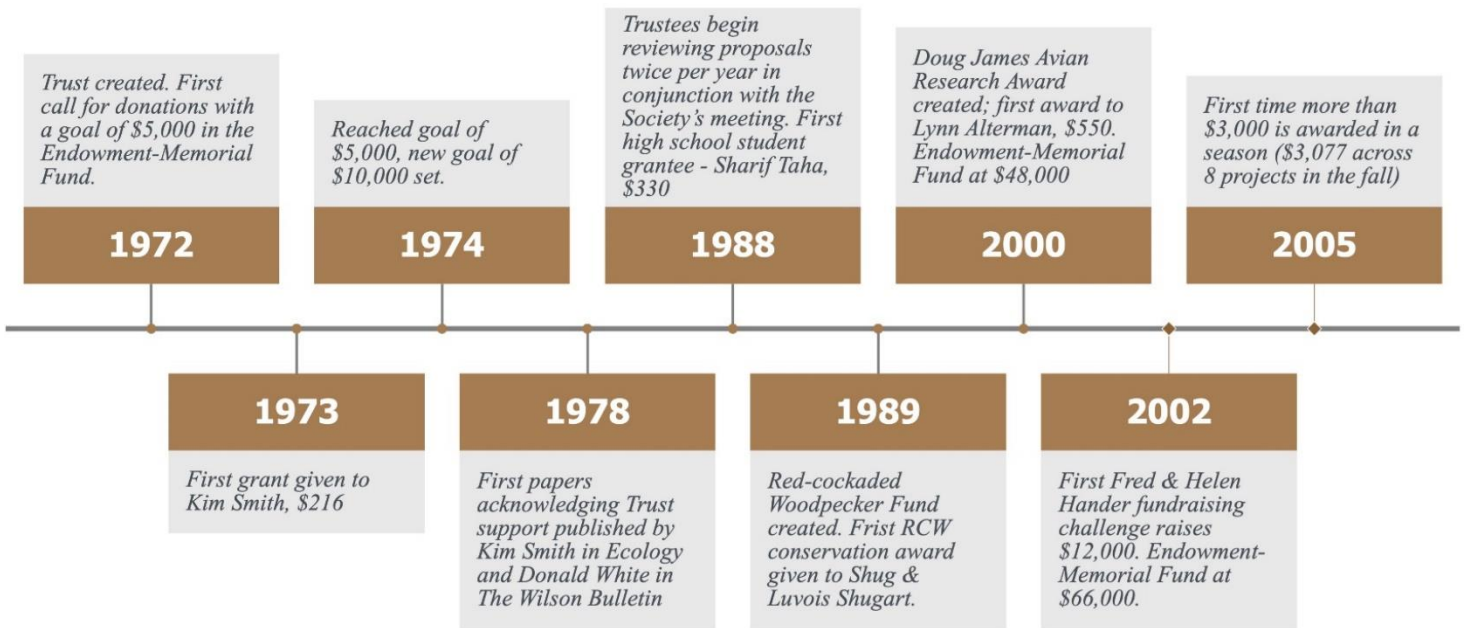 Trust created. First
call for donations with
a goal of $5,000 in the
Endowment-Memorial
Fund.
1972
First grant given to
Kim Smith, $216
1973
Reached goal of
$5,000, new goal of
$10,000 set.
1974
First papers
acknowledging Trust
support published by
Kim Smith in Ecology
and Donald White in
The Wilson Bulletin
1978
Trustees begin
reviewing proposals
twice per year in
conjunction with the
Society's meeting. First
high school student
grantee - Sharif Taha,
$330
1988
1989
Red-cockaded
Woodpecker Fund
created. Frist RCW
conservation award
given to Shug &
Luvois Shugart.
Doug James Avian
Research Award
created; first award to
Lynn Alterman, $550.
Endowment-Memorial
Fund at $48,000
2000
2002
First Fred & Helen
Hander fundraising
challenge raises
$12,000. Endowment-
Memorial Fund at
$66,000.
First time more than
$3,000 is awarded in a
season ($3,077 across
8 projects in the fall)
2005